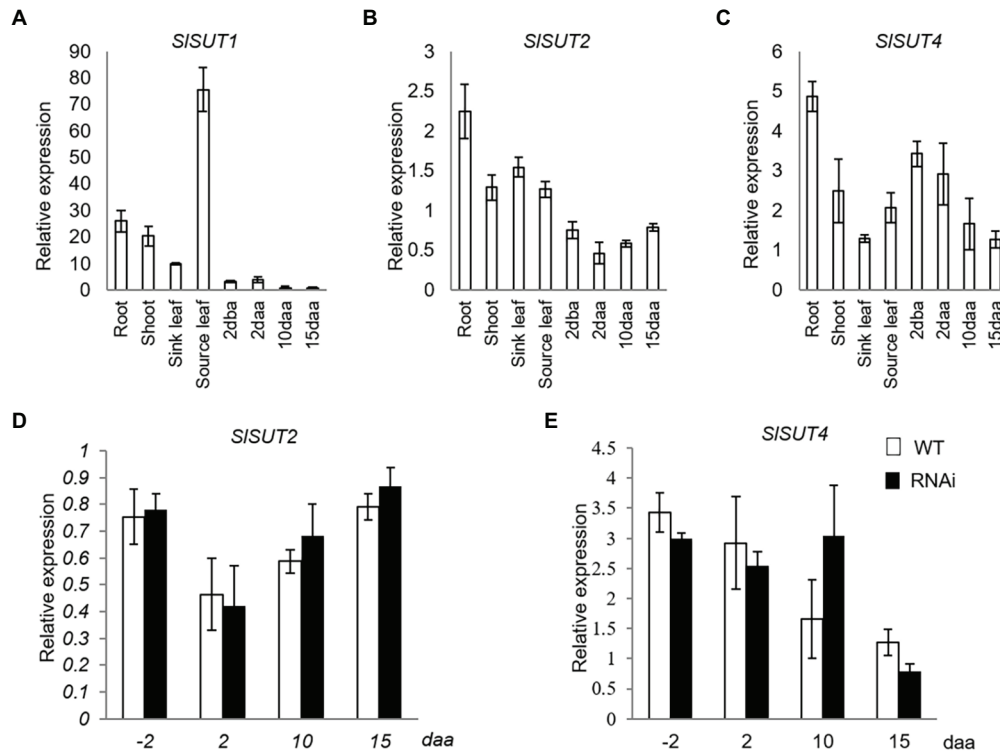 A
SlSUT1
Relative expression
90
80
70
60
50
40
30
20
10
0
Root
Shoot
Sink leaf
Source leaf
2dba
2daa
10daa
15daa
B
SlSUT2
Relative expression
3
2.5
2
1.5
1
0.5
0
Root
Shoot
Sink leaf
Source leaf
2dba
2daa
10daa
15daa
C
SlSUT4
Relative expression
6
5
4
3
2
1
0
Root
Shoot
Sink leaf
Source leaf
2dba
2daa
10daa
15daa
D
SlSUT2
Relative expression
1
0.9
0.8
0.7
0.6
0.5
0.4
0.3
0.2
0.1
0
-2 2 10 15 daa
E
SlSUT4
WT
RNAi
Relative expression
4.5
4
3.5
3
2.5
2
1.5
1
0.5
0
-2 2 10 15 daa